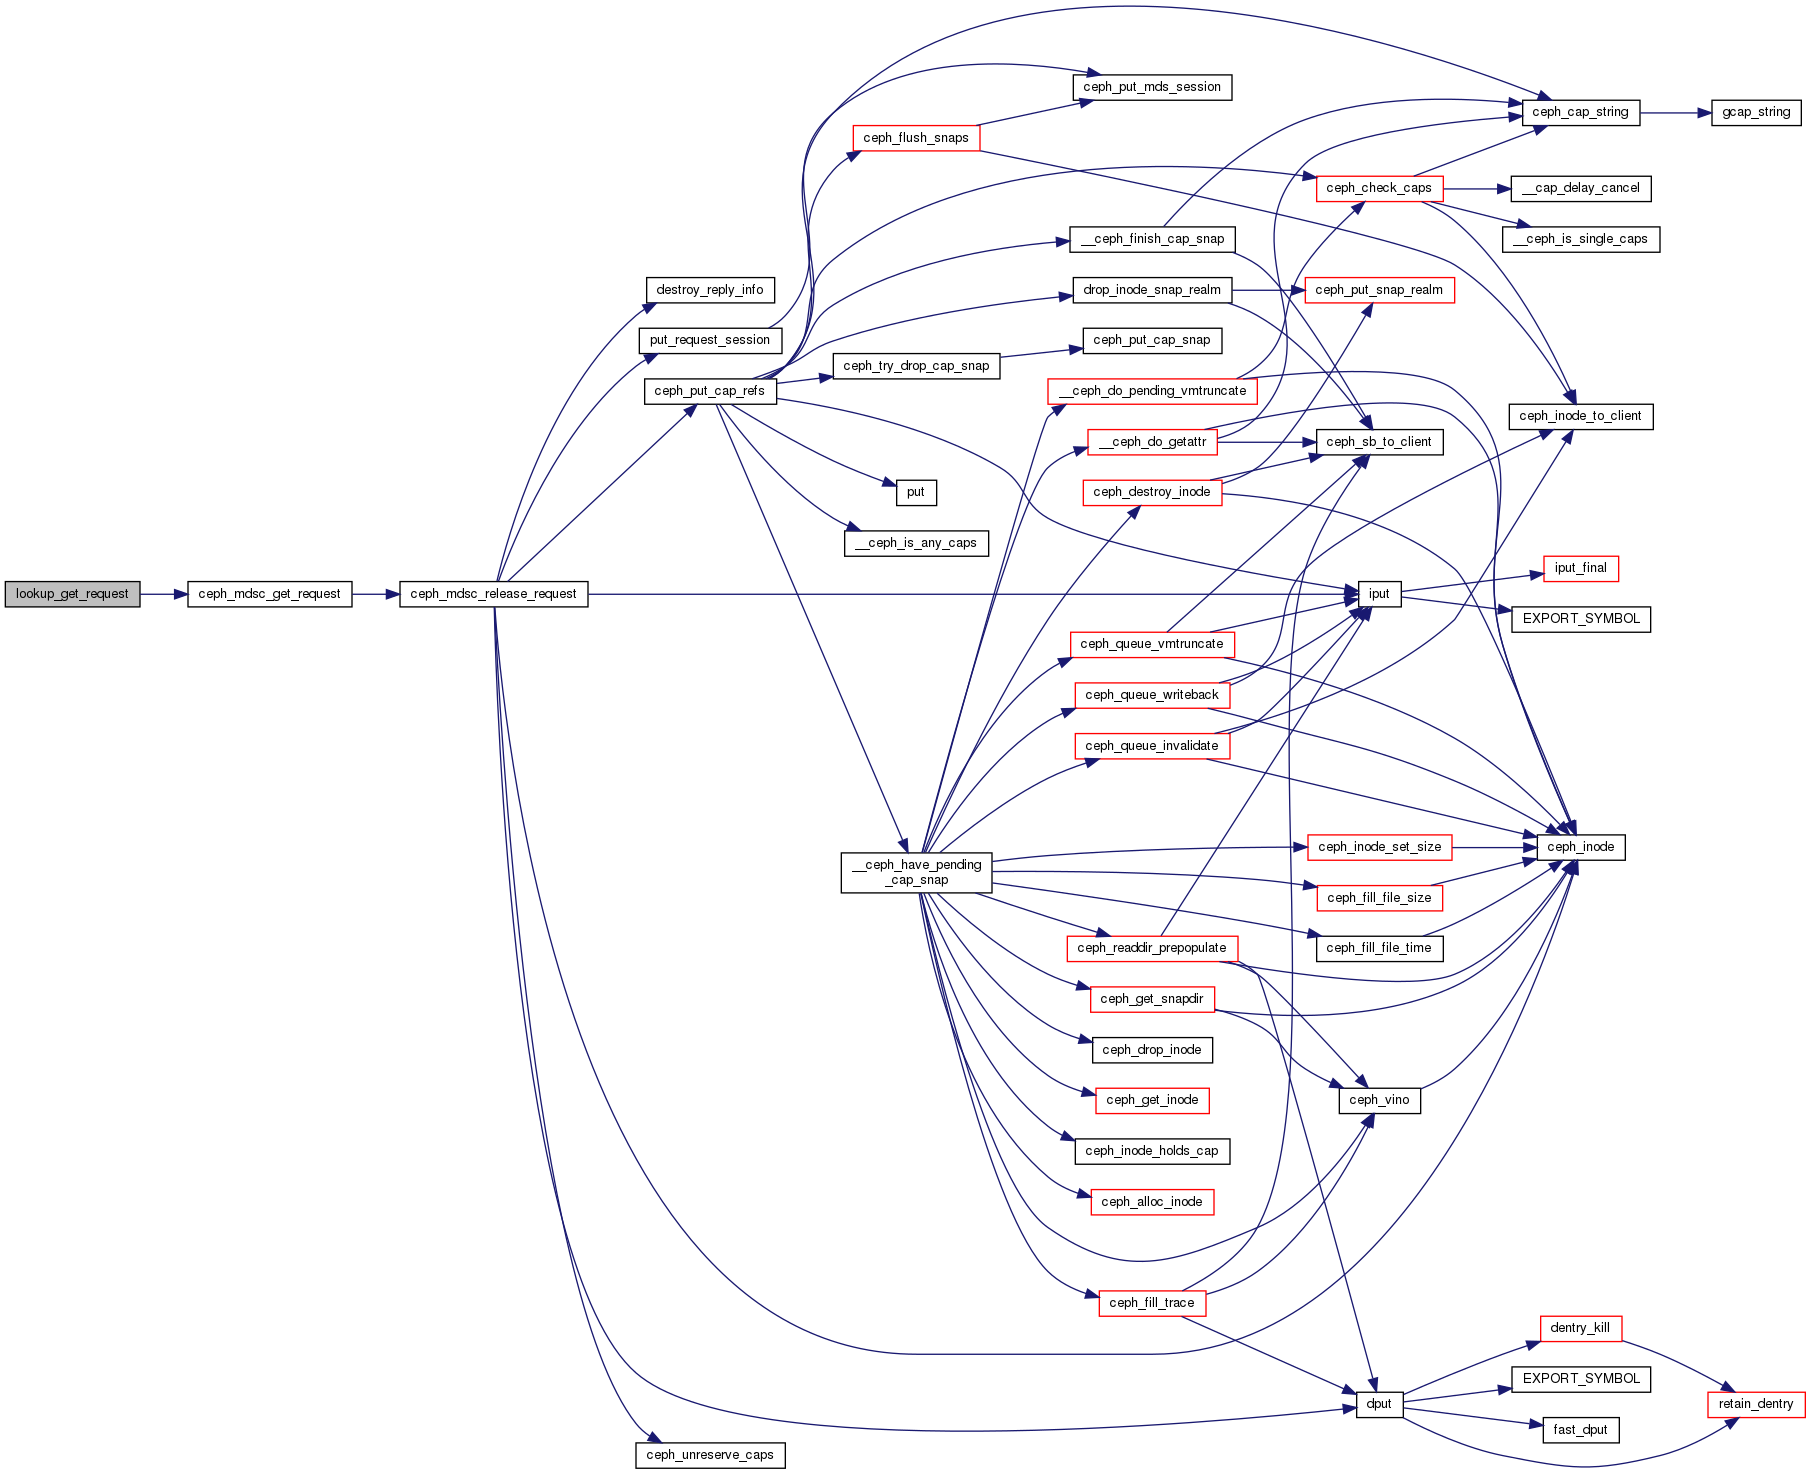 lookup_get_request
ceph_mdsc_get_request
ceph_mdsc_release_request
destroy_reply_info
put_request_session
ceph_put_cap_refs
ceph_unreserve_caps
ceph_flush_snaps
ceph_try_drop_cap_snap
put
__ceph_is_any_caps
__ceph_have_pending
_cap_snap
ceph_put_mds_session
__ceph_finish_cap_snap
drop_inode_snap_realm
ceph_put_cap_snap
__ceph_do_pending_vmtruncate
__ceph_do_getattr
ceph_destroy_inode
ceph_queue_vmtruncate
ceph_queue_writeback
ceph_queue_invalidate
ceph_readdir_prepopulate
ceph_get_snapdir
ceph_drop_inode
ceph_get_inode
ceph_inode_holds_cap
ceph_alloc_inode
ceph_fill_trace
ceph_check_caps
ceph_put_snap_realm
ceph_sb_to_client
iput
ceph_inode_set_size
ceph_fill_file_size
ceph_fill_file_time
ceph_vino
dput
ceph_cap_string
__cap_delay_cancel
__ceph_is_single_caps
ceph_inode_to_client
iput_final
EXPORT_SYMBOL
ceph_inode
dentry_kill
EXPORT_SYMBOL
fast_dput
gcap_string
retain_dentry